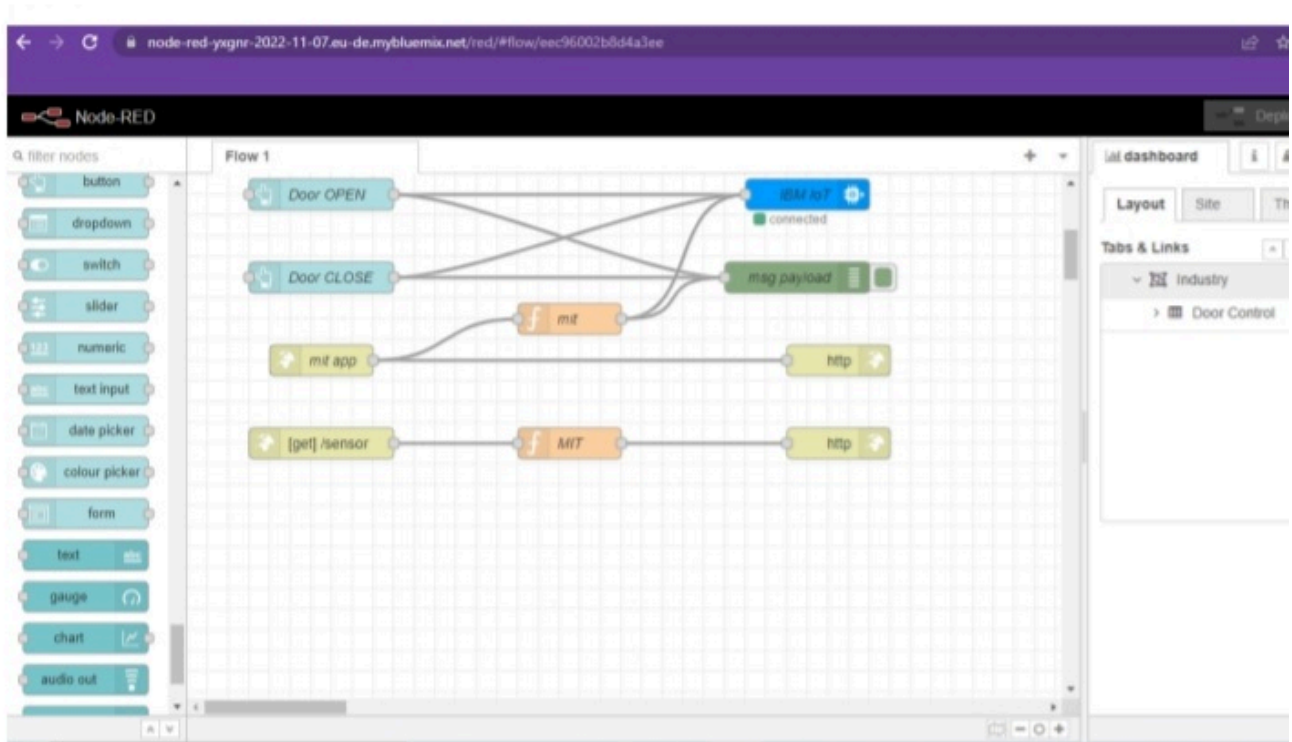 node-red-yxgnr-2022-11-07.eu-de.mybluemix.net/red/#flow/eec96002b8d4a3ee
Node-RED
filter nodes
Flow 1
dashboard
i
button
dropdown
switch
slider
numeric
text input
date picker
colour picker
form
text
gauge
chart
audio out
Door OPEN
IBM IoT
connected
Door CLOSE
msg.payload
mit
mit app
http
[get] /sensor
MIT
http
Layout
Site
Th
Tabs & Links
Industry
Door Control